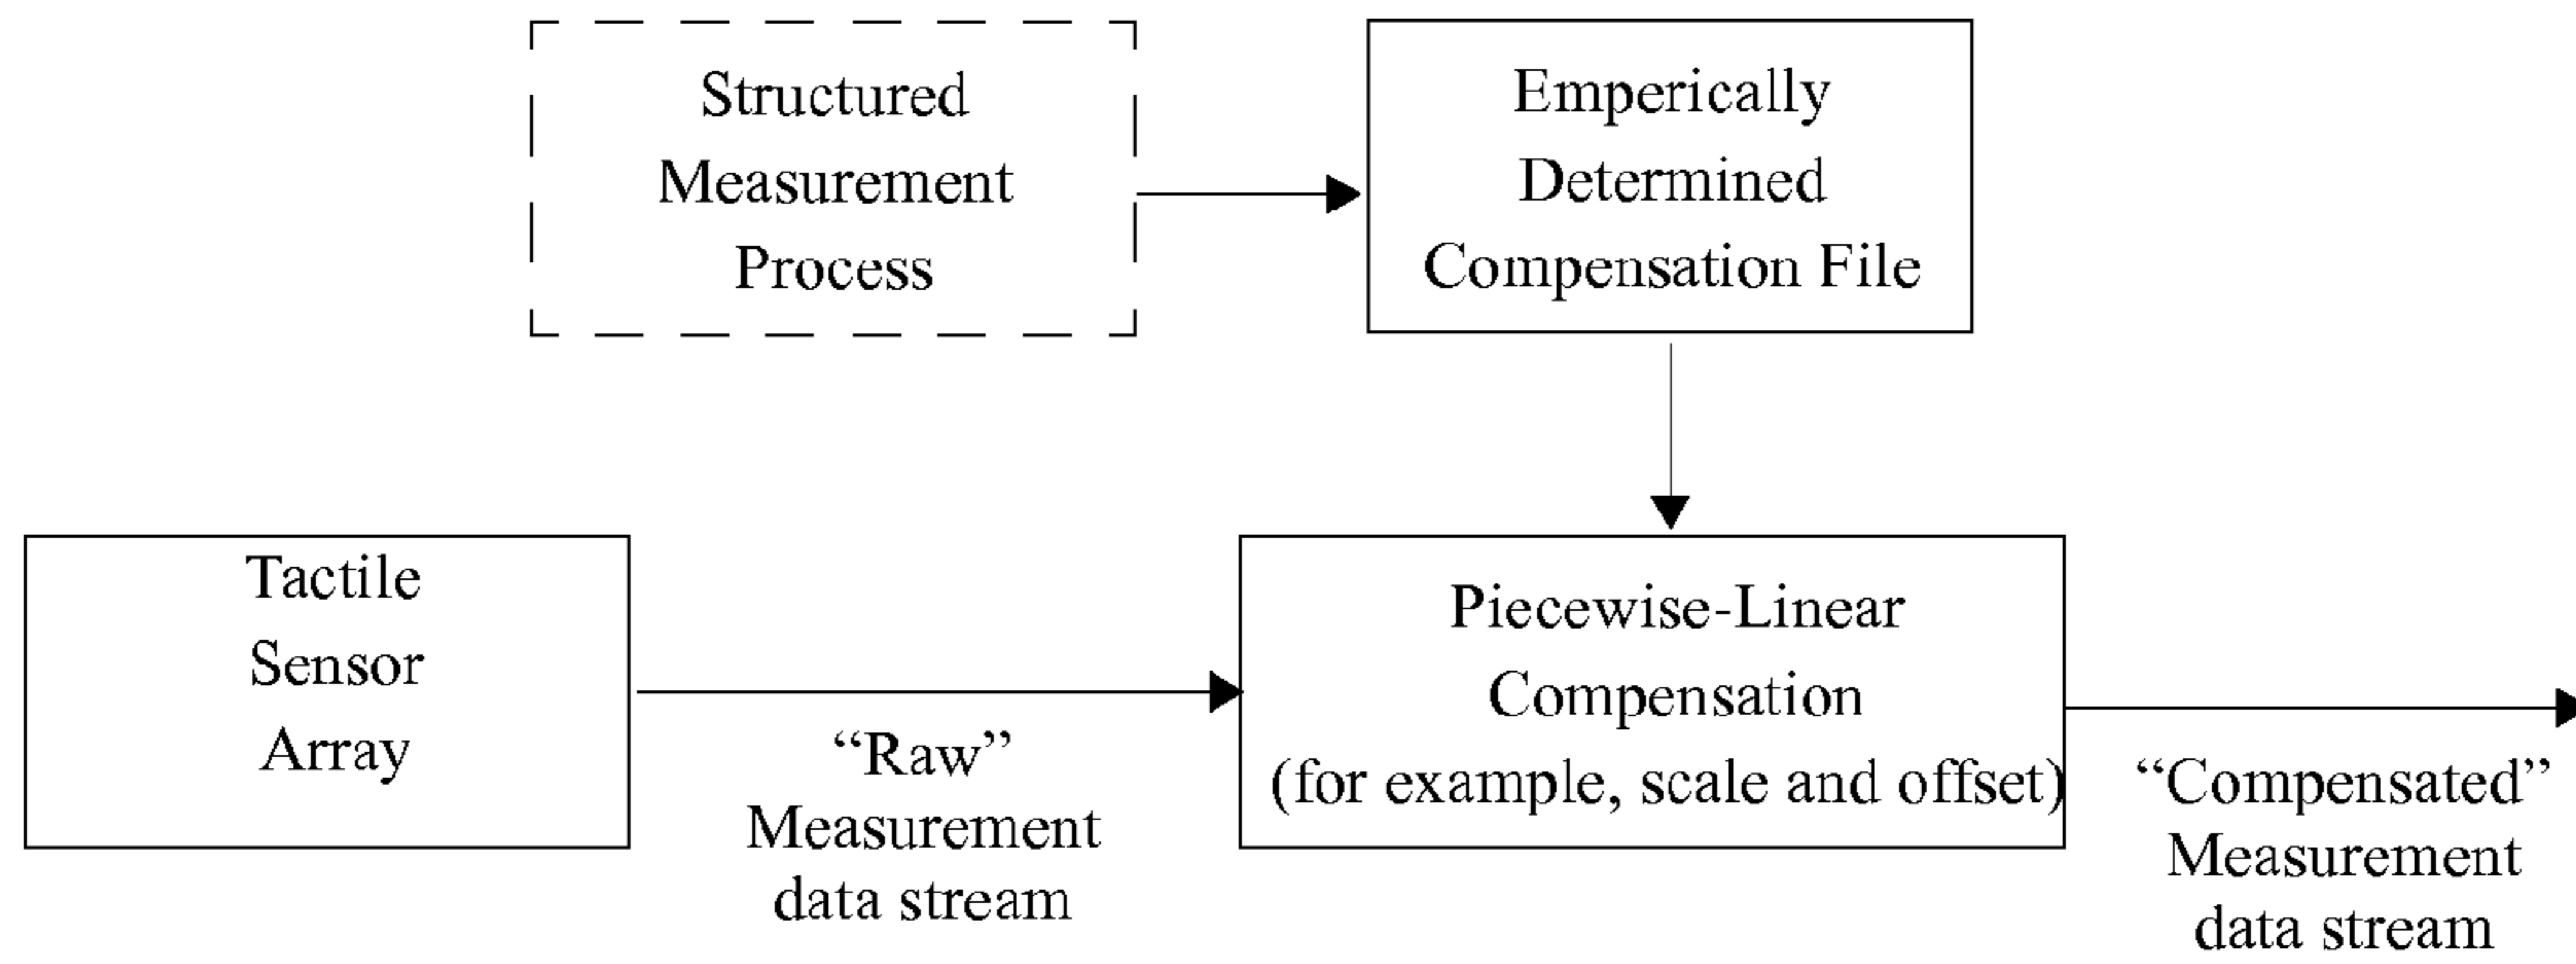 Structured
Measurement
Process
Emperically
Determined
Compensation File
Tactile
Sensor
Array
“Raw”
Measurement
data stream
Piecewise-Linear
Compensation
(for example, scale and offset)
“Compensated”
Measurement
data stream